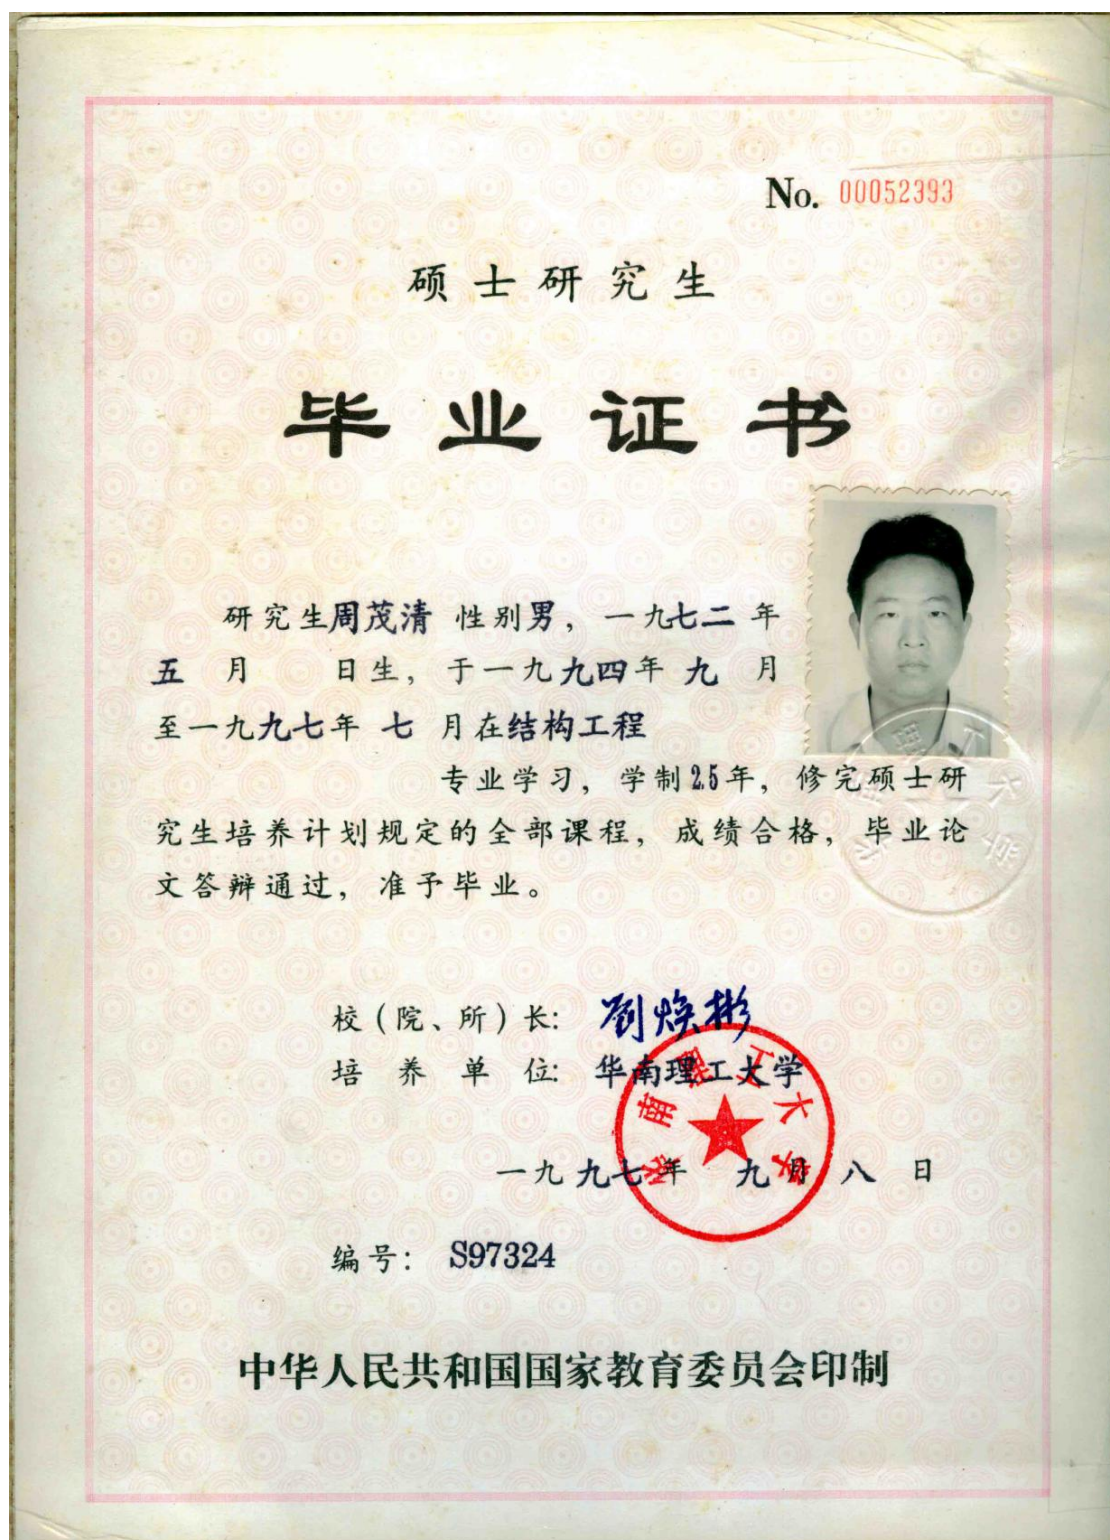 No. 00052393
硕士研究生
毕业证书
研究生周茂清 性别男，一九七二年
五 月 日生，于一九九四年 九 月
至一九九七年 七 月在结构工程
专业学习，学制2.5年，修完硕士研
究生培养计划规定的全部课程，成绩合格，毕业论
文答辩通过，准予毕业。
校（院、所）长： 劉焕彬
培养单位： 华南理工大学
华南理工大学
一九九七年 九月八日
编号： S97324
中华人民共和国国家教育委员会印制